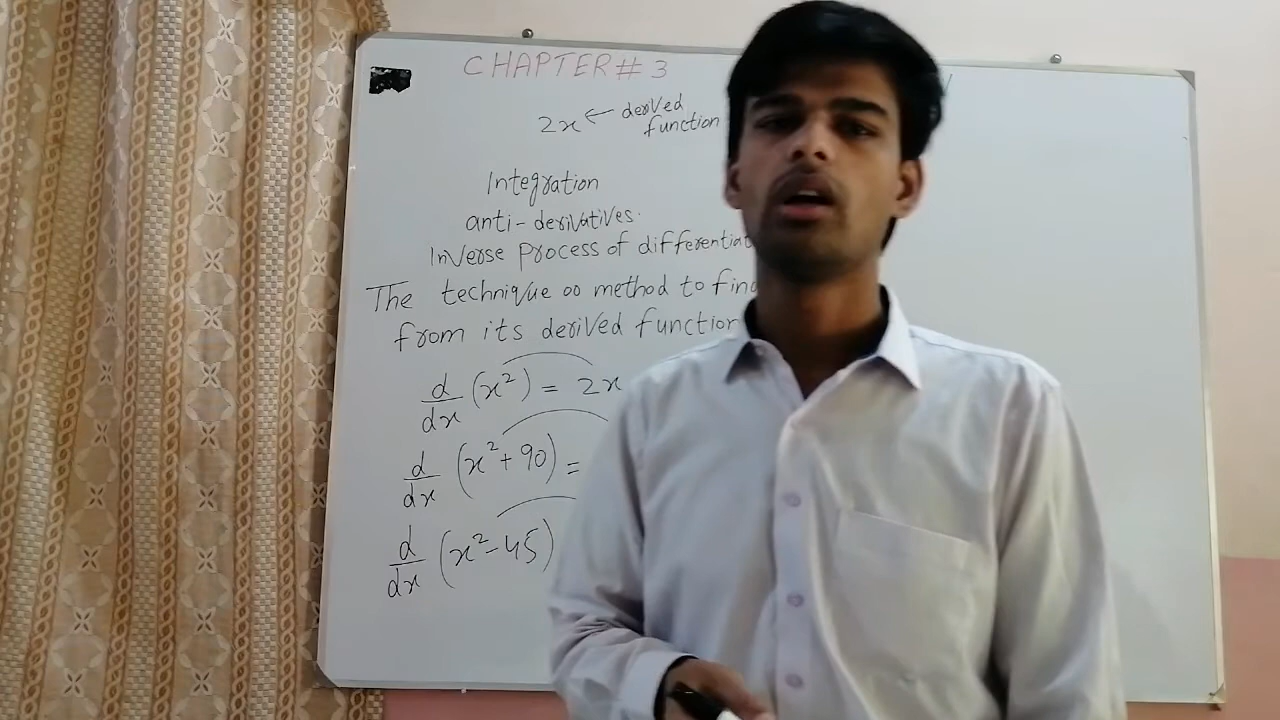 CHAPTER # 3
2x ← derived
function
Integration
anti-derivatives.
Inverse process of differentiat
The technique or method to find
from its derived function
d/dx (x²) = 2x
d/dx (x² + 90) =
d/dx (x² - 45)